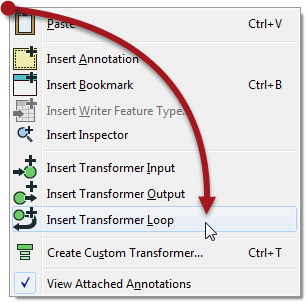 Paste Ctrl+V
Insert Annotation
Insert Bookmark Ctrl+B
Insert Writer Feature Type
Insert Inspector
Insert Transformer Input
Insert Transformer Output
Insert Transformer Loop
Create Custom Transformer... Ctrl+T
View Attached Annotations